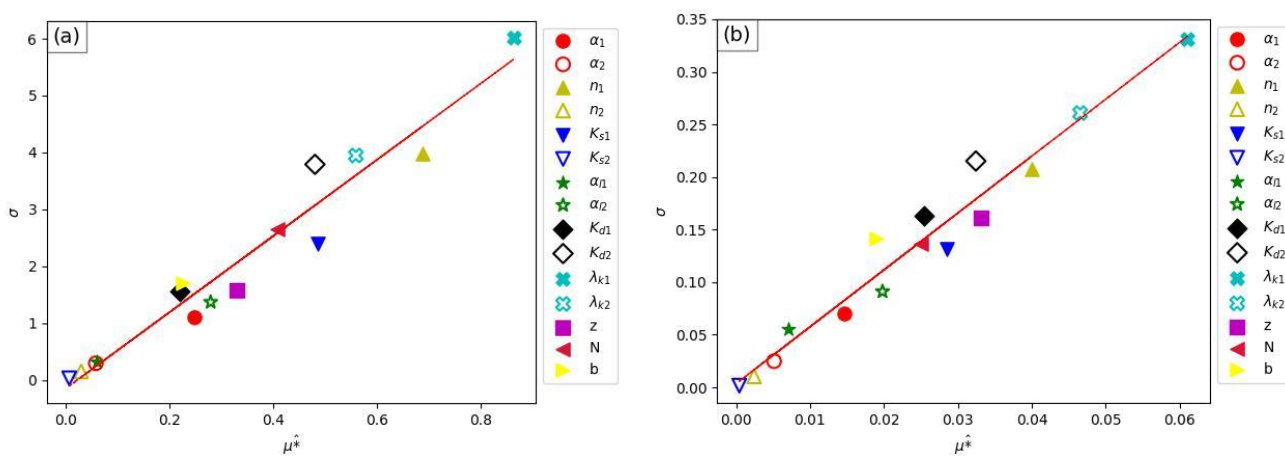 (a)
6
5
4
3
2
1
0
σ
0.0 0.2 0.4 0.6 0.8
μ̂*
α1
α2
n1
n2
Ks1
Ks2
αl1
αl2
Kd1
Kd2
λk1
λk2
z
N
b
(b)
0.35
0.30
0.25
0.20
0.15
0.10
0.05
0.00
σ
0.00 0.01 0.02 0.03 0.04 0.05 0.06
μ̂*
α1
α2
n1
n2
Ks1
Ks2
αl1
αl2
Kd1
Kd2
λk1
λk2
z
N
b